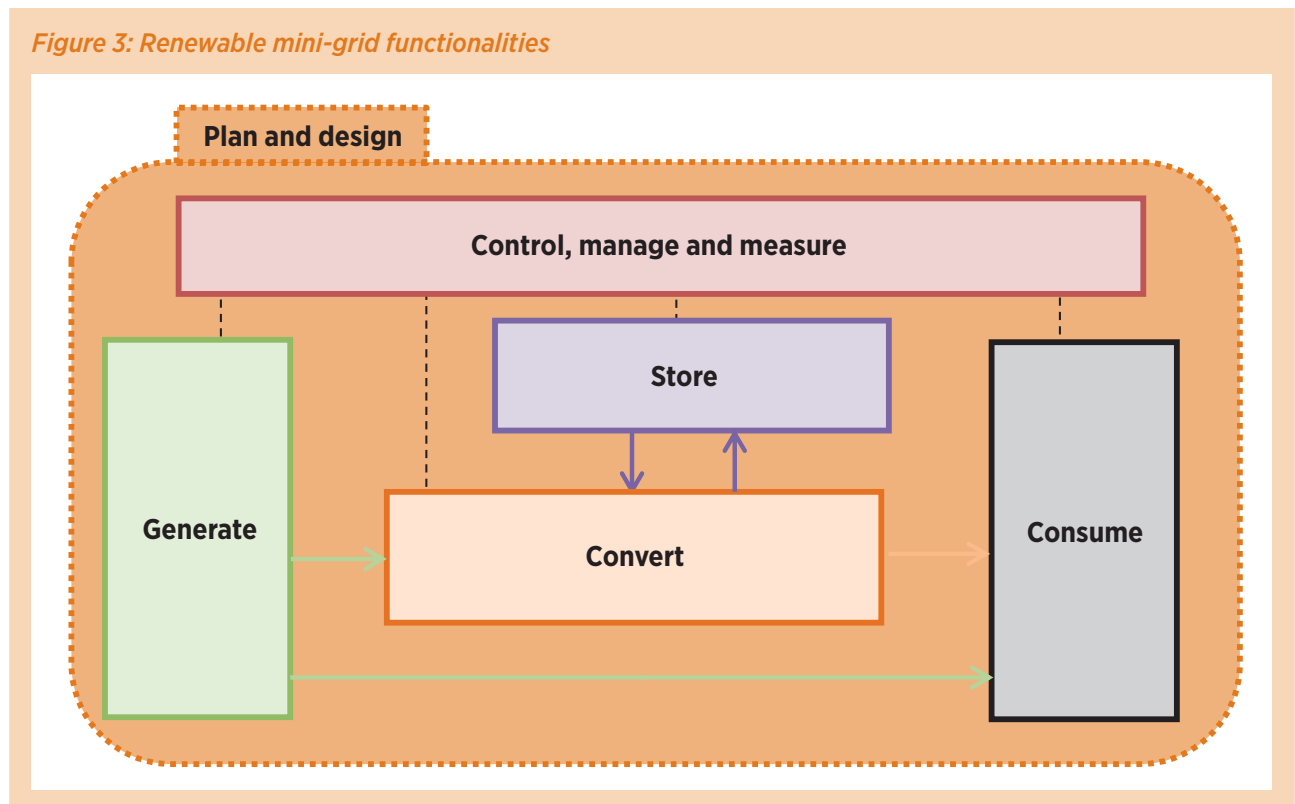 Figure 3: Renewable mini-grid functionalities
Plan and design
Control, manage and measure
Store
Generate
Convert
Consume